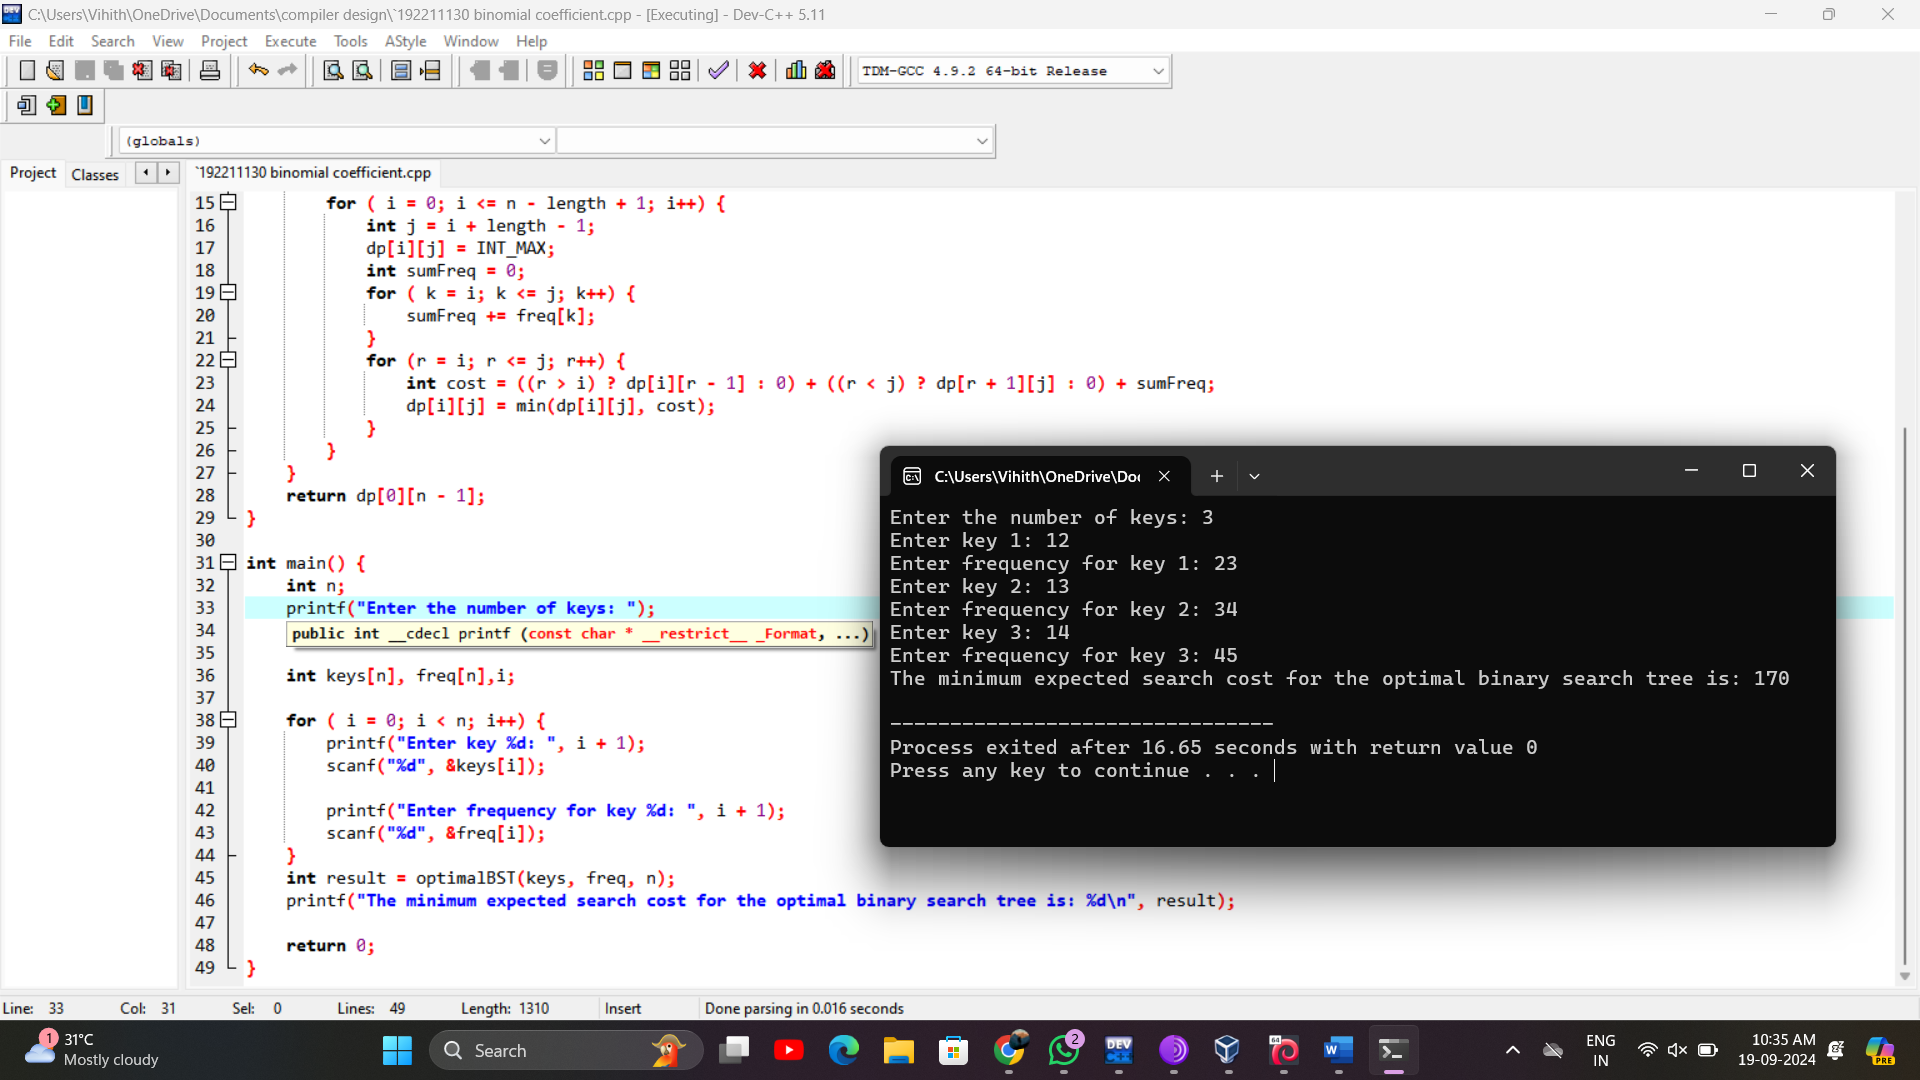 C:\Users\Vihith\OneDrive\Documents\compiler design\`192211130 binomial coefficient.cpp - [Executing] - Dev-C++ 5.11
File Edit Search View Project Execute Tools AStyle Window Help
TDM-GCC 4.9.2 64-bit Release
(globals)
Project Classes `192211130 binomial coefficient.cpp
15 for ( i = 0; i <= n - length + 1; i++) {
16 int j = i + length - 1;
17 dp[i][j] = INT_MAX;
18 int sumFreq = 0;
19 for ( k = i; k <= j; k++) {
20 sumFreq += freq[k];
21 }
22 for (r = i; r <= j; r++) {
23 int cost = ((r > i) ? dp[i][r - 1] : 0) + ((r < j) ? dp[r + 1][j] : 0) + sumFreq;
24 dp[i][j] = min(dp[i][j], cost);
25 }
26 }
27 }
28 return dp[0][n - 1];
29 }
30
31 int main() {
32 int n;
33 printf("Enter the number of keys: ");
34 public int __cdecl printf (const char * __restrict__ _Format, ...)
35
36 int keys[n], freq[n],i;
37
38 for ( i = 0; i < n; i++) {
39 printf("Enter key %d: ", i + 1);
40 scanf("%d", &keys[i]);
41
42 printf("Enter frequency for key %d: ", i + 1);
43 scanf("%d", &freq[i]);
44 }
45 int result = optimalBST(keys, freq, n);
46 printf("The minimum expected search cost for the optimal binary search tree is: %d\n", result);
47
48 return 0;
49 }
C:\Users\Vihith\OneDrive\Doc
Enter the number of keys: 3
Enter key 1: 12
Enter frequency for key 1: 23
Enter key 2: 13
Enter frequency for key 2: 34
Enter key 3: 14
Enter frequency for key 3: 45
The minimum expected search cost for the optimal binary search tree is: 170
--------------------------------
Process exited after 16.65 seconds with return value 0
Press any key to continue . . .
Line: 33 Col: 31 Sel: 0 Lines: 49 Length: 1310 Insert Done parsing in 0.016 seconds
1
31°C
Mostly cloudy
Search
2
DEV
C++
64
W
ENG
IN
10:35 AM
19-09-2024
PRE